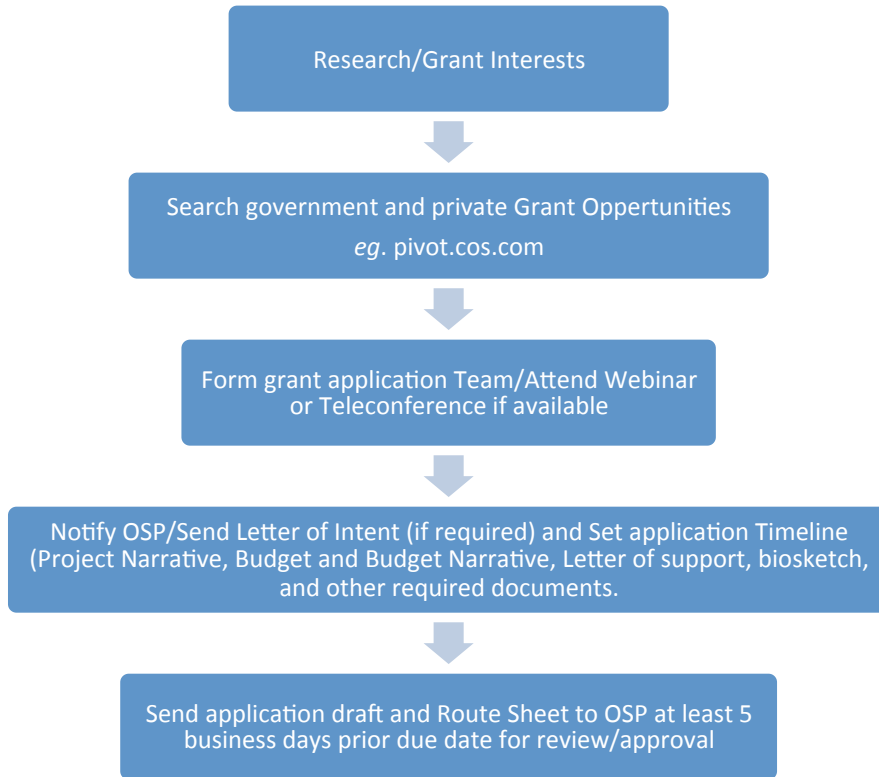 Research/Grant Interests
Search government and private Grant Oppertunities
eg. pivot.cos.com
Form grant application Team/Attend Webinar
or Teleconference if available
Notify OSP/Send Letter of Intent (if required) and Set application Timeline
(Project Narrative, Budget and Budget Narrative, Letter of support, biosketch,
and other required documents.
Send application draft and Route Sheet to OSP at least 5
business days prior due date for review/approval